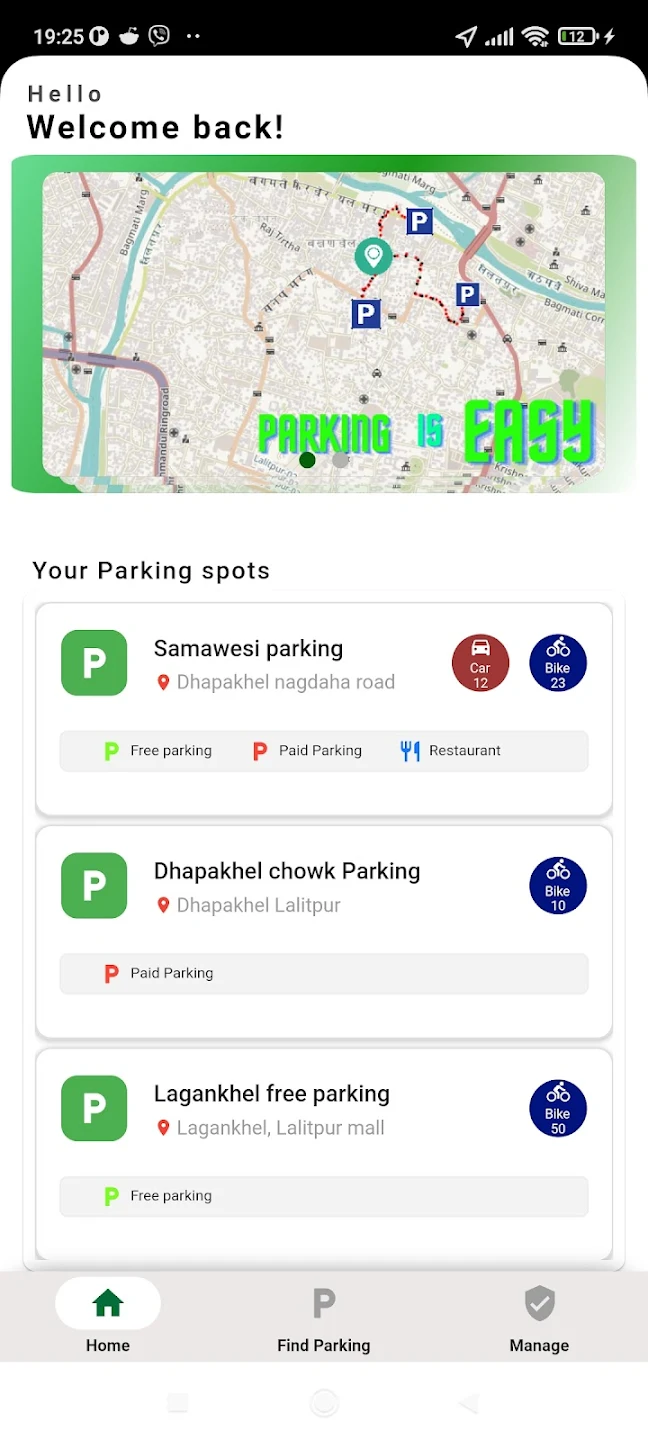 19:25
12
Hello
Welcome back!
Bagmati Marg
Bagmati Marg
Raj Tirtha
P
P
P
Shiva Ma
Bagmati Corr
PARKING IS EASY
Lalitpur
Your Parking spots
P
Samawesi parking
Dhapakhel nagdaha road
Car
12
Bike
23
P Free parking P Paid Parking Restaurant
P
Dhapakhel chowk Parking
Dhapakhel Lalitpur
Bike
10
P Paid Parking
P
Lagankhel free parking
Lagankhel, Lalitpur mall
Bike
50
P Free parking
P
Home Find Parking Manage